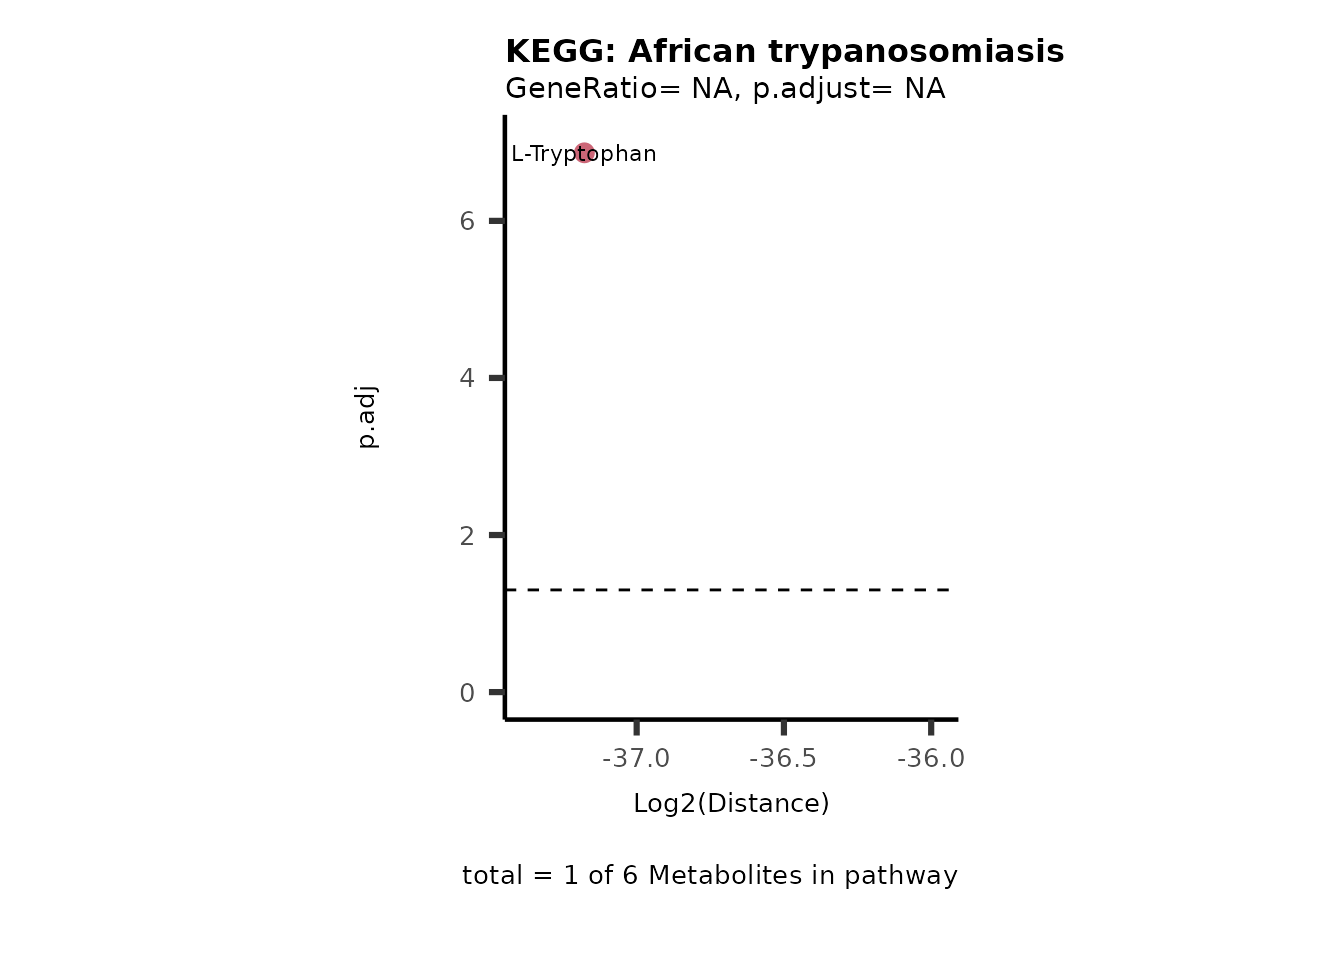 KEGG: African trypanosomiasis
GeneRatio= NA, p.adjust= NA
L-Tryptophan
6
4
2
0
p.adj
-37.0 -36.5 -36.0
Log2(Distance)
total = 1 of 6 Metabolites in pathway